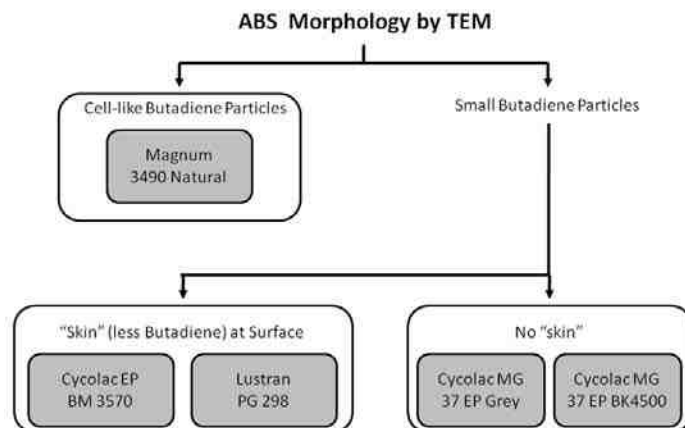 ABS Morphology by TEM
Cell-like Butadiene Particles
Magnum
3490 Natural
Small Butadiene Particles
"Skin" (less Butadiene) at Surface
Cycolac EP
BM 3570
Lustran
PG 298
No "skin"
Cycolac MG
37 EP Grey
Cycolac MG
37 EP BK4500